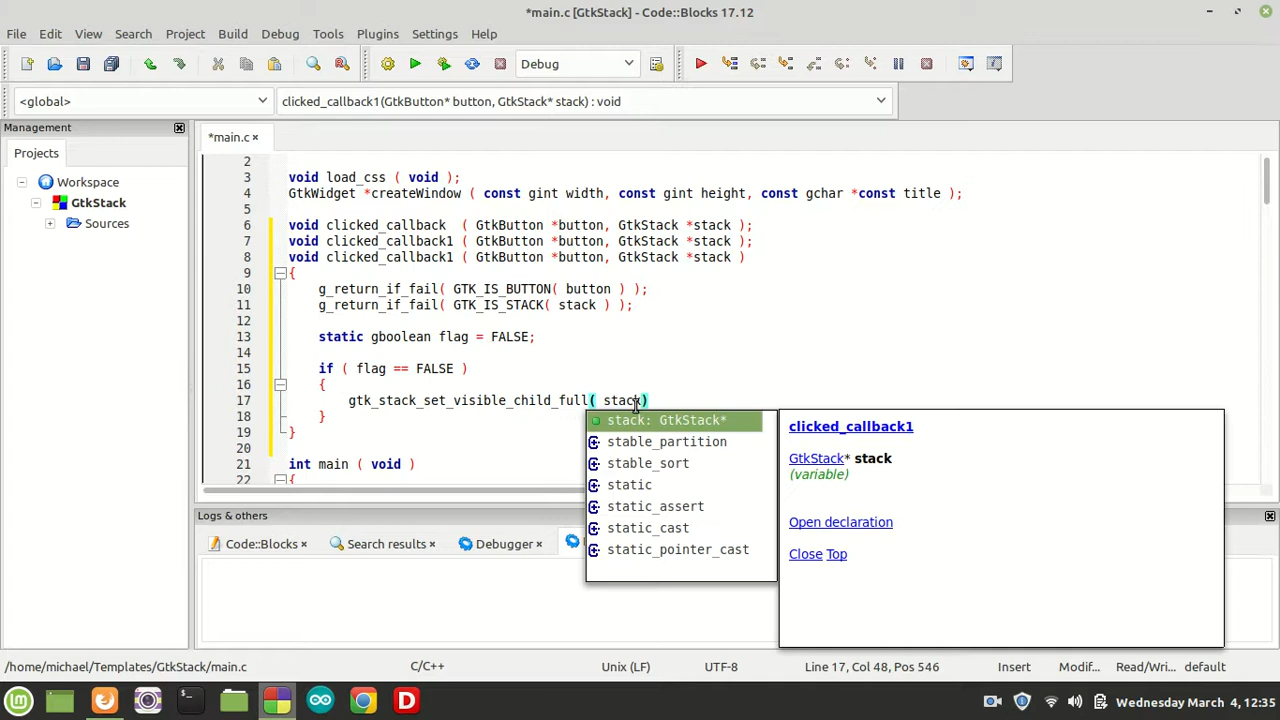 *main.c [GtkStack] - Code::Blocks 17.12
File Edit View Search Project Build Debug Tools Plugins Settings Help
Debug
<global> clicked_callback1(GtkButton* button, GtkStack* stack) : void
Management
*main.c
Projects
Workspace
GtkStack
Sources
2
3 void load_css ( void );
4 GtkWidget *createWindow ( const gint width, const gint height, const gchar *const title );
5
6 void clicked_callback ( GtkButton *button, GtkStack *stack );
7 void clicked_callback1 ( GtkButton *button, GtkStack *stack );
8 void clicked_callback1 ( GtkButton *button, GtkStack *stack )
9 {
10 g_return_if_fail( GTK_IS_BUTTON( button ) );
11 g_return_if_fail( GTK_IS_STACK( stack ) );
12
13 static gboolean flag = FALSE;
14
15 if ( flag == FALSE )
16 {
17 gtk_stack_set_visible_child_full( stack)
18 }
19 }
20
21 int main ( void )
22 {
stack: GtkStack*
stable_partition
stable_sort
static
static_assert
static_cast
static_pointer_cast
clicked_callback1
GtkStack* stack
(variable)
Open declaration
Close Top
Logs & others
Code::Blocks Search results Debugger
/home/michael/Templates/GtkStack/main.c C/C++ Unix (LF) UTF-8 Line 17, Col 48, Pos 546 Insert Modif... Read/Wri... default
Wednesday March 4, 12:35